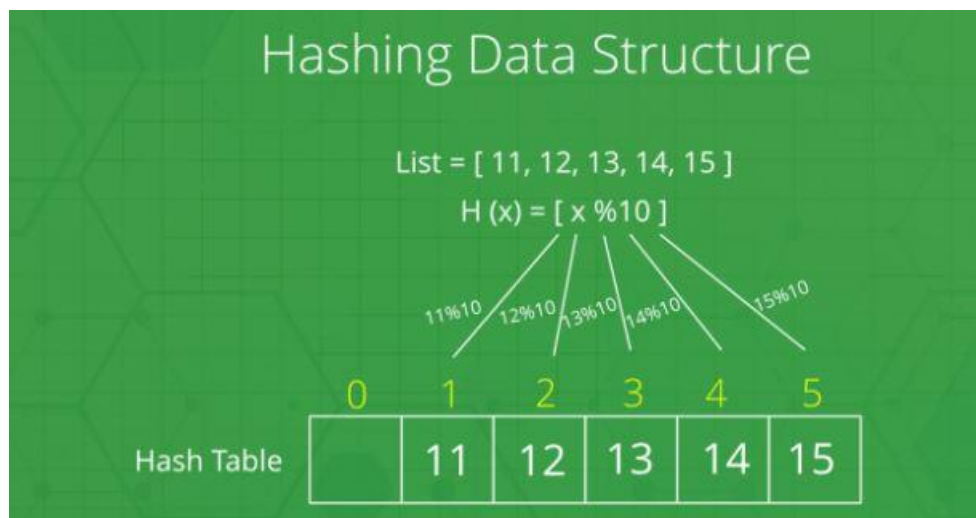 Hashing Data Structure
List = [ 11, 12, 13, 14, 15 ]
H (x) = [ x %10 ]
11%10 12%10 13%10 14%10 15%10
0 1 2 3 4 5
Hash Table 11 12 13 14 15